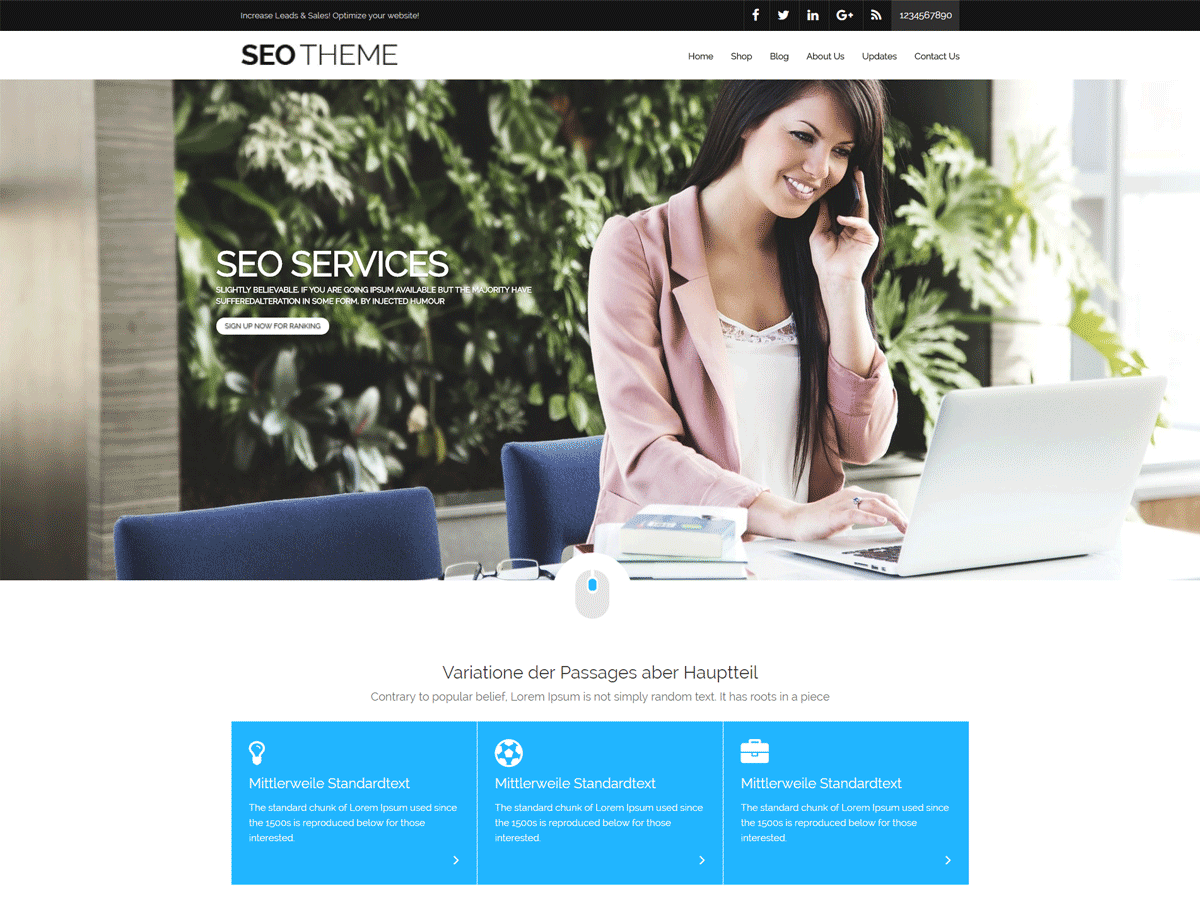 Increase Leads & Sales! Optimize your website!
1234567890
SEO THEME
Home Shop Blog About Us Updates Contact Us
SEO SERVICES
SLIGHTLY BELIEVABLE. IF YOU ARE GOING IPSUM AVAILABLE BUT THE MAJORITY HAVE
SUFFEREDALTERATION IN SOME FORM, BY INJECTED HUMOUR
SIGN UP NOW FOR RANKING
Variatione der Passages aber Hauptteil
Contrary to popular belief, Lorem Ipsum is not simply random text. It has roots in a piece
Mittlerweile Standardtext
The standard chunk of Lorem Ipsum used since
the 1500s is reproduced below for those
interested.
Mittlerweile Standardtext
The standard chunk of Lorem Ipsum used since
the 1500s is reproduced below for those
interested.
Mittlerweile Standardtext
The standard chunk of Lorem Ipsum used since
the 1500s is reproduced below for those
interested.